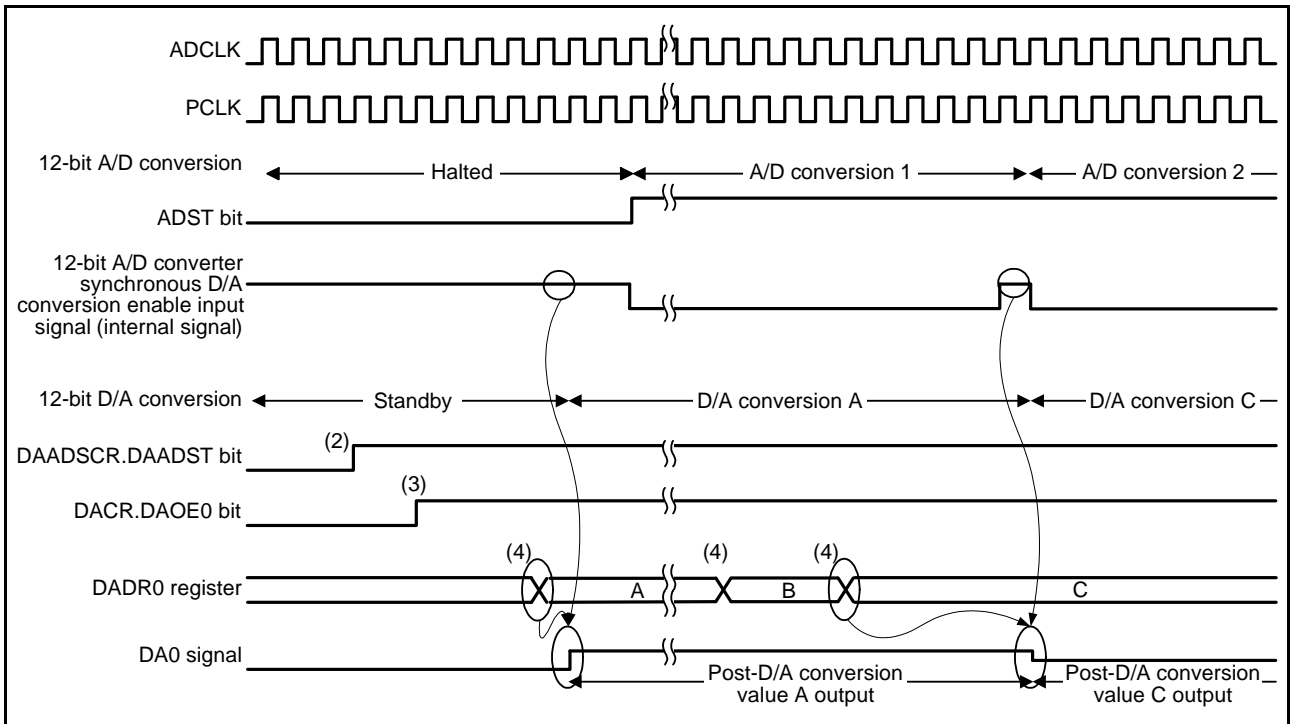 ADCLK
PCLK
12-bit A/D conversion
Halted
A/D conversion 1
A/D conversion 2
ADST bit
12-bit A/D converter
synchronous D/A
conversion enable input
signal (internal signal)
12-bit D/A conversion
Standby
D/A conversion A
D/A conversion C
DAADSCR.DAADST bit
(2)
DACR.DAOE0 bit
(3)
DADR0 register
(4)
(4)
(4)
A
B
C
DA0 signal
Post-D/A conversion
value A output
Post-D/A conversion
value C output